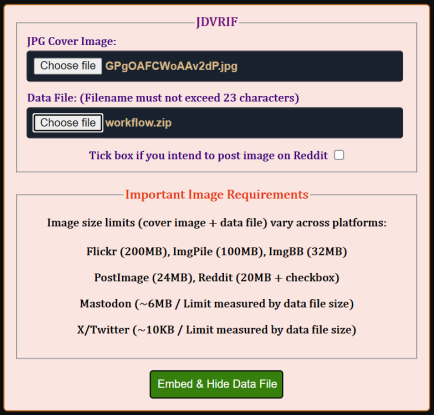 JDVRIF
JPG Cover Image:
Choose file GPgOAFCWoAAv2dP.jpg
Data File: (Filename must not exceed 23 characters)
Choose file workflow.zip
Tick box if you intend to post image on Reddit
Important Image Requirements
Image size limits (cover image + data file) vary across platforms:
Flickr (200MB), ImgPile (100MB), ImgBB (32MB)
PostImage (24MB), Reddit (20MB + checkbox)
Mastodon (~6MB / Limit measured by data file size)
X/Twitter (~10KB / Limit measured by data file size)
Embed & Hide Data File